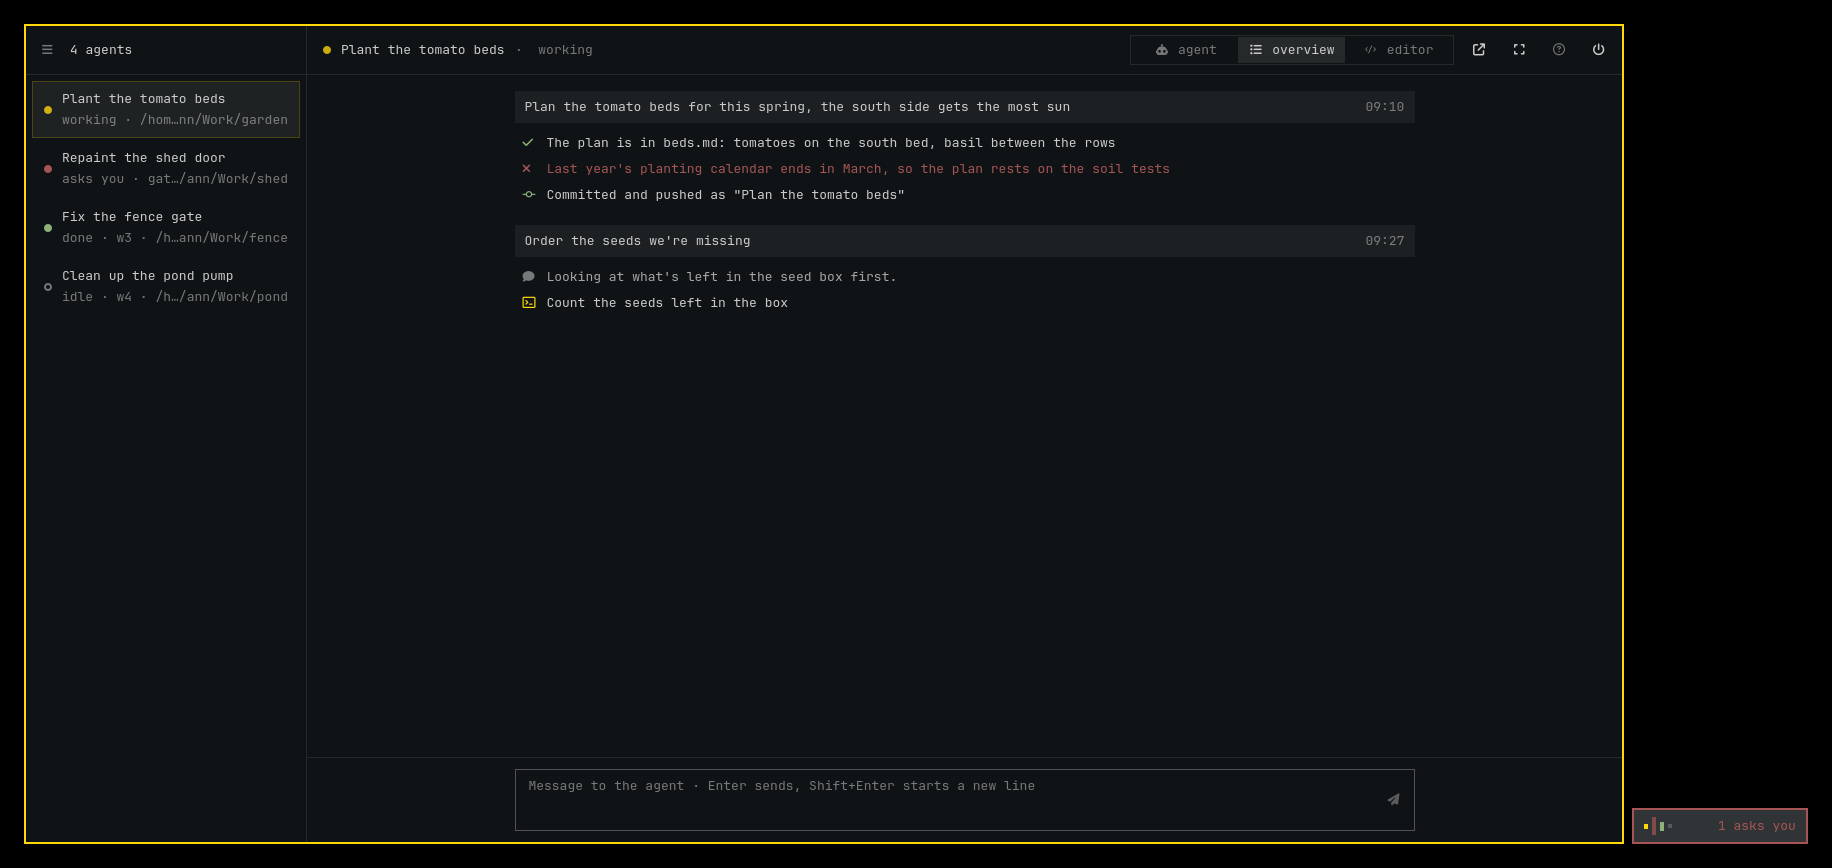 4 agents
Plant the tomato beds · working
agent
overview
editor
Plant the tomato beds
working · /hom…nn/Work/garden
Repaint the shed door
asks you · gat…/ann/Work/shed
Fix the fence gate
done · w3 · /h…ann/Work/fence
Clean up the pond pump
idle · w4 · /h…/ann/Work/pond
Plan the tomato beds for this spring, the south side gets the most sun 09:10
The plan is in beds.md: tomatoes on the south bed, basil between the rows
Last year's planting calendar ends in March, so the plan rests on the soil tests
Committed and pushed as "Plan the tomato beds"
Order the seeds we're missing 09:27
Looking at what's left in the seed box first.
Count the seeds left in the box
Message to the agent · Enter sends, Shift+Enter starts a new line
1 asks you